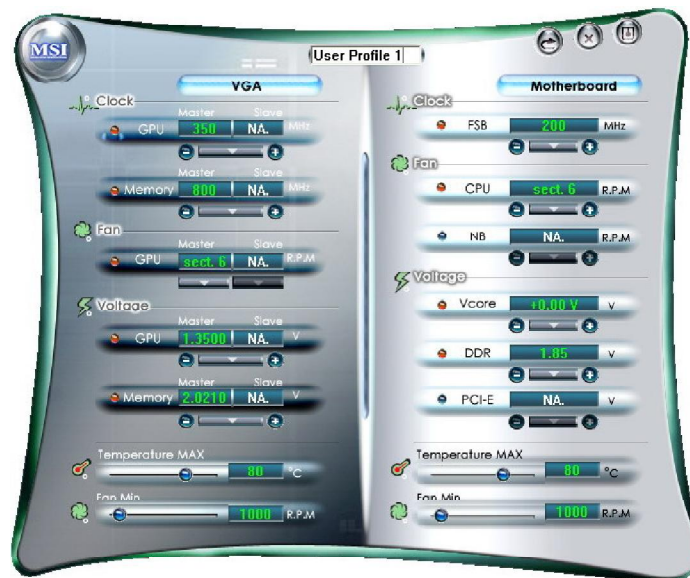 MSI
User Profile 1
VGA
Clock
Master Slave
GPU 350 NA. MHz
Memory 800 NA. MHz
Fan
Master Slave
GPU sect. 6 NA. R.P.M
Voltage
Master Slave
GPU 1.3500 NA. V
Master Slave
Memory 2.0210 NA. V
Temperature MAX
80 °C
Fan Min
1000 R.P.M
Motherboard
Clock
FSB 200 MHz
Fan
CPU sect. 6 R.P.M
NB NA. R.P.M
Voltage
Vcore +0.00 V V
DDR 1.85 V
PCI-E NA. V
Temperature MAX
80 °C
Fan Min
1000 R.P.M